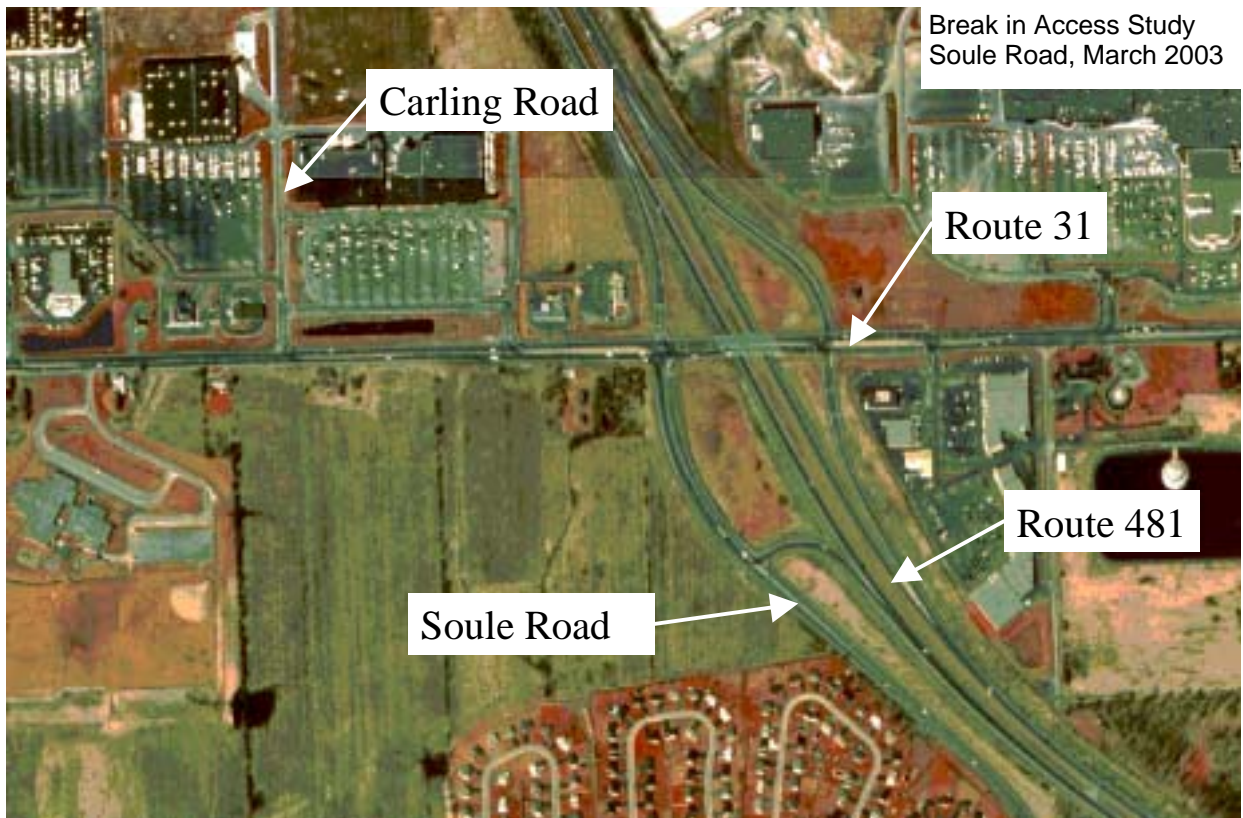 Break in Access Study
Soule Road, March 2003
Carling Road
Route 31
Route 481
Soule Road